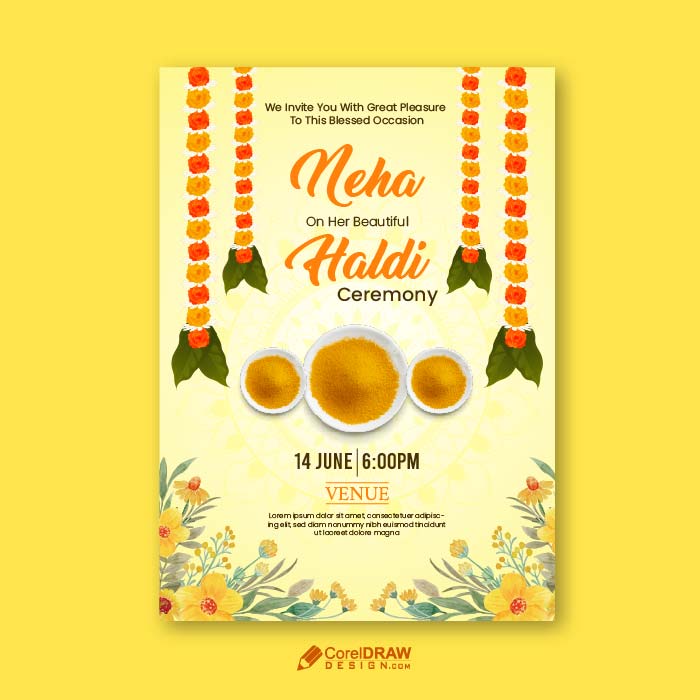 We Invite You With Great Pleasure
To This Blessed Occasion
Neha
On Her Beautiful
Haldi
Ceremony
14 JUNE | 6:00PM
VENUE
Lorem ipsum dolor sit amet, consectetuer adipisc-
ing elit, sed diam nonummy nibh euismod tincidunt
ut laoreet dolore magna
CorelDRAW
DESIGN.COM